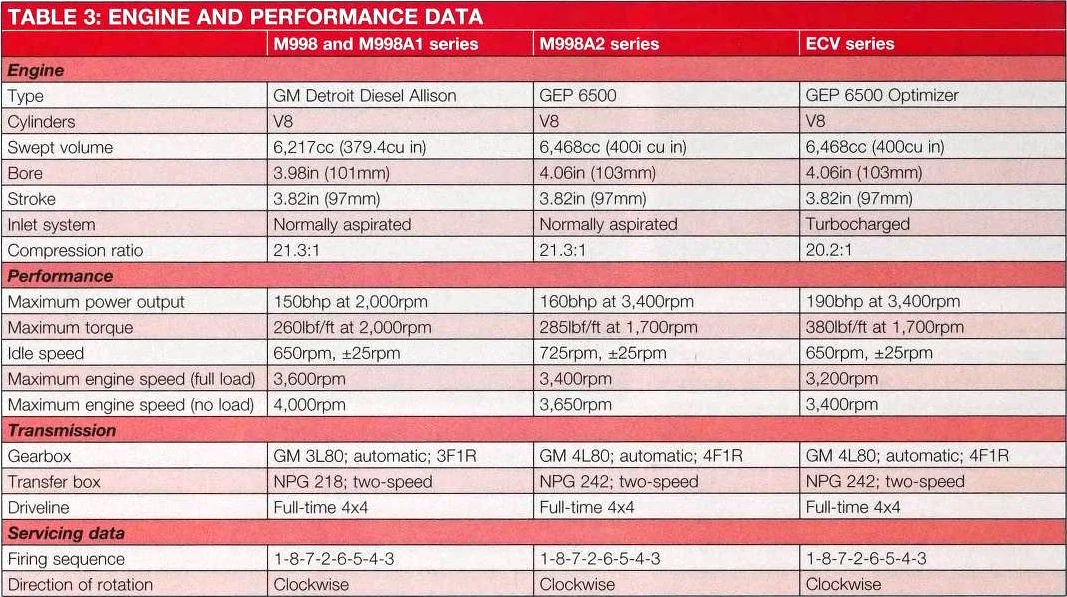 TABLE 3: ENGINE AND PERFORMANCE DATA
M998 and M998A1 series M998A2 series ECV series
Engine
Type GM Detroit Diesel Allison GEP 6500 GEP 6500 Optimizer
Cylinders V8 V8 V8
Swept volume 6,217cc (379.4cu in) 6,468cc (400i cu in) 6,468cc (400cu in)
Bore 3.98in (101mm) 4.06in (103mm) 4.06in (103mm)
Stroke 3.82in (97mm) 3.82in (97mm) 3.82in (97mm)
Inlet system Normally aspirated Normally aspirated Turbocharged
Compression ratio 21.3:1 21.3:1 20.2:1
Performance
Maximum power output 150bhp at 2,000rpm 160bhp at 3,400rpm 190bhp at 3,400rpm
Maximum torque 260lbf/ft at 2,000rpm 285lbf/ft at 1,700rpm 380lbf/ft at 1,700rpm
Idle speed 650rpm, ±25rpm 725rpm, ±25rpm 650rpm, ±25rpm
Maximum engine speed (full load) 3,600rpm 3,400rpm 3,200rpm
Maximum engine speed (no load) 4,000rpm 3,650rpm 3,400rpm
Transmission
Gearbox GM 3L80; automatic; 3F1R GM 4L80; automatic; 4F1R GM 4L80; automatic; 4F1R
Transfer box NPG 218; two-speed NPG 242; two-speed NPG 242; two-speed
Driveline Full-time 4x4 Full-time 4x4 Full-time 4x4
Servicing data
Firing sequence 1-8-7-2-6-5-4-3 1-8-7-2-6-5-4-3 1-8-7-2-6-5-4-3
Direction of rotation Clockwise Clockwise Clockwise